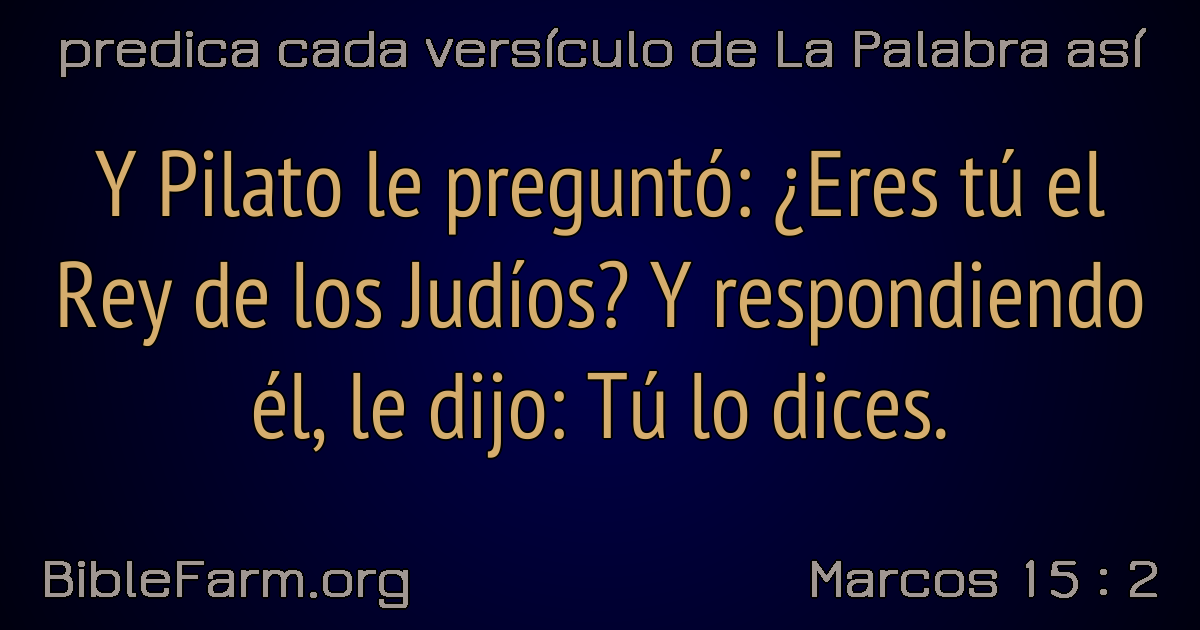 predica cada versículo de La Palabra así
Y Pilato le preguntó: ¿Eres tú el
Rey de los Judíos? Y respondiendo
él, le dijo: Tú lo dices.
BibleFarm.org
Marcos 15 : 2